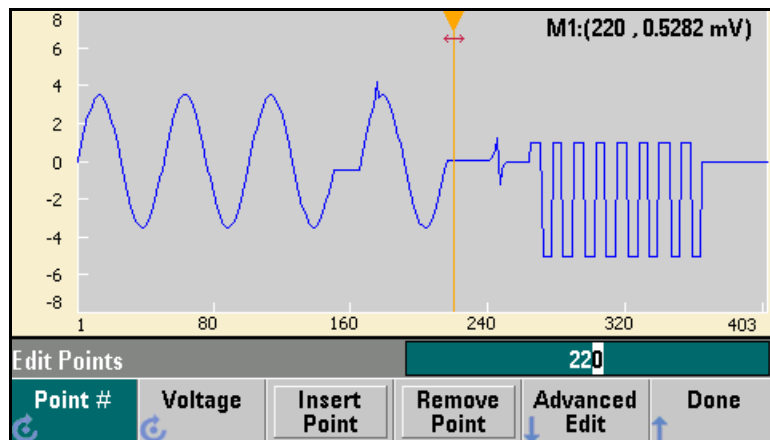 M1:(220 , 0.5282 mV)
8
6
4
2
0
-2
-4
-6
-8
1 80 160 240 320 403
Edit Points 220
Point # Voltage Insert Point Remove Point Advanced Edit Done